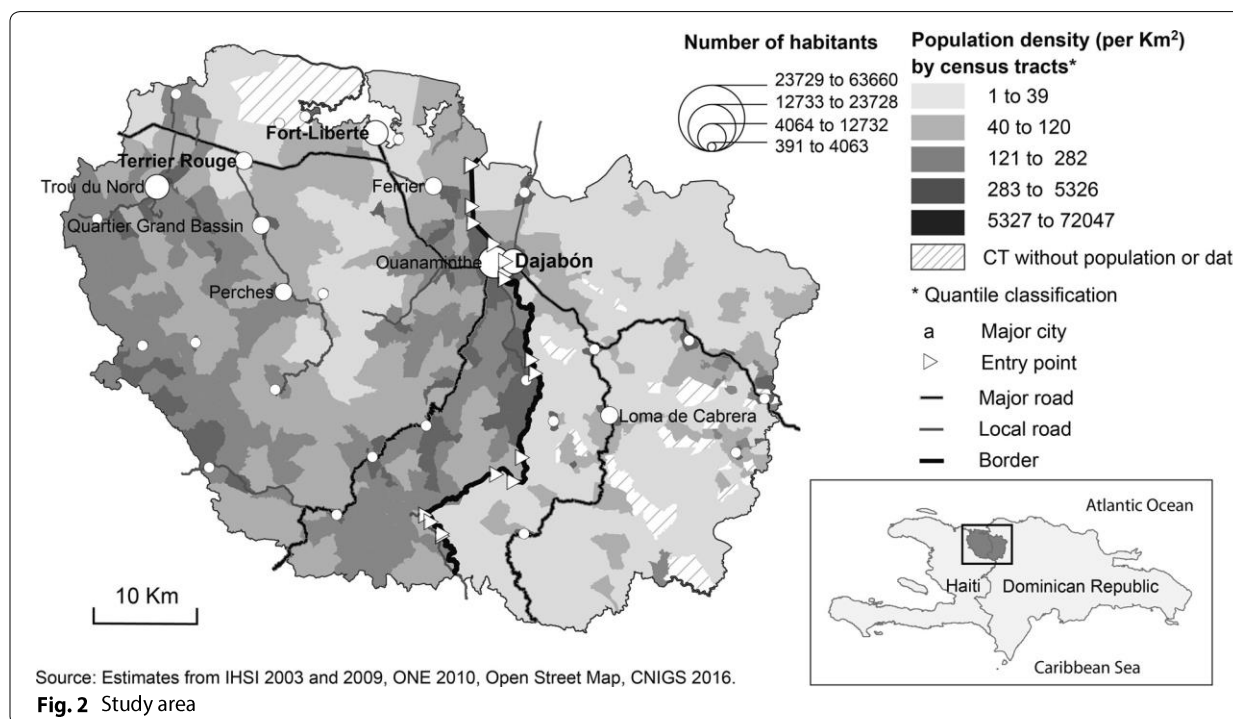 Number of habitants
23729 to 63660
12733 to 23728
4064 to 12732
391 to 4063
Population density (per Km²)
by census tracts*
1 to 39
40 to 120
121 to 282
283 to 5326
5327 to 72047
CT without population or dat
* Quantile classification
a Major city
Entry point
Major road
Local road
Border
Fort-Liberté
Terrier Rouge
Trou du Nord
Ferrier
Quartier Grand Bassin
Ouanaminthe
Dajabón
Perches
Loma de Cabrera
10 Km
Atlantic Ocean
Haiti
Dominican Republic
Caribbean Sea
Source: Estimates from IHSI 2003 and 2009, ONE 2010, Open Street Map, CNIGS 2016.
Fig. 2 Study area